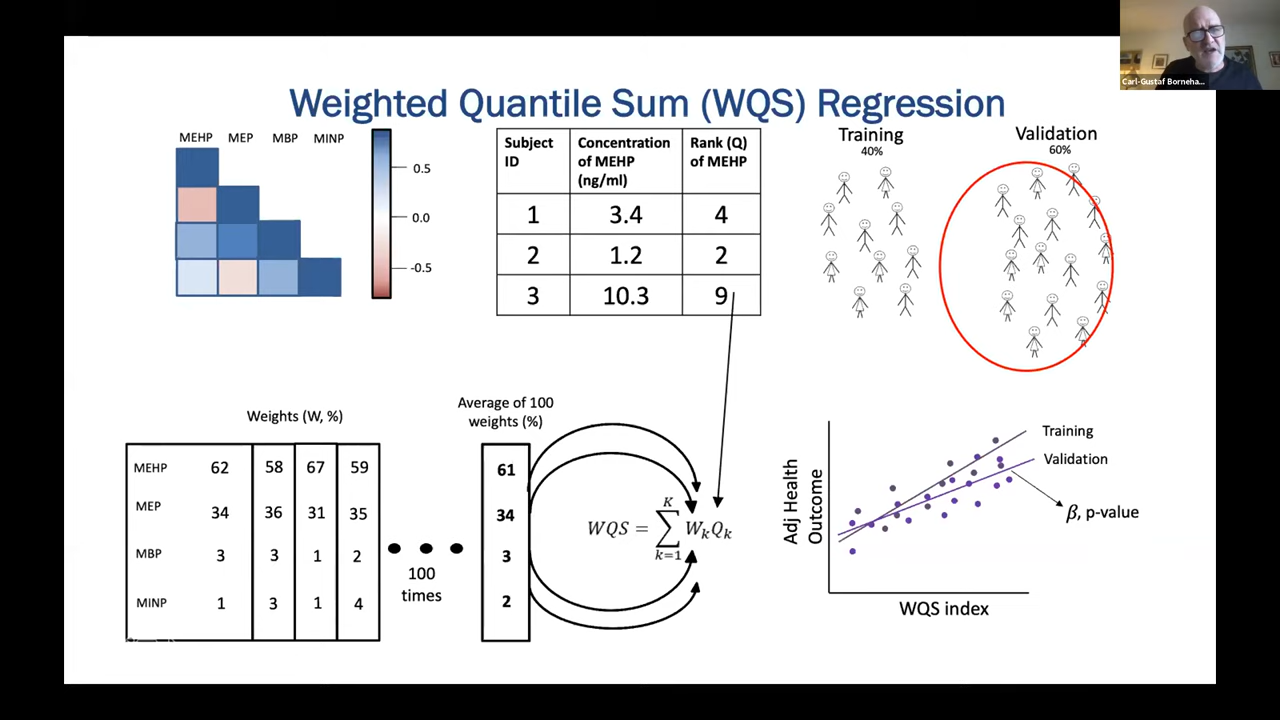 Carl-Gustaf Borneha...
Weighted Quantile Sum (WQS) Regression
MEHP MEP MBP MINP
0.5
0.0
-0.5
Subject ID
Concentration of MEHP (ng/ml)
Rank (Q) of MEHP
1 3.4 4
2 1.2 2
3 10.3 9
Training
40%
Validation
60%
Weights (W, %)
MEHP 62 58 67 59
MEP 34 36 31 35
MBP 3 3 1 2
MINP 1 3 1 4
100
times
Average of 100
weights (%)
61
34
3
2
WQS = \sum_{k=1}^{K} W_k Q_k
Adj Health
Outcome
Training
Validation
β, p-value
WQS index